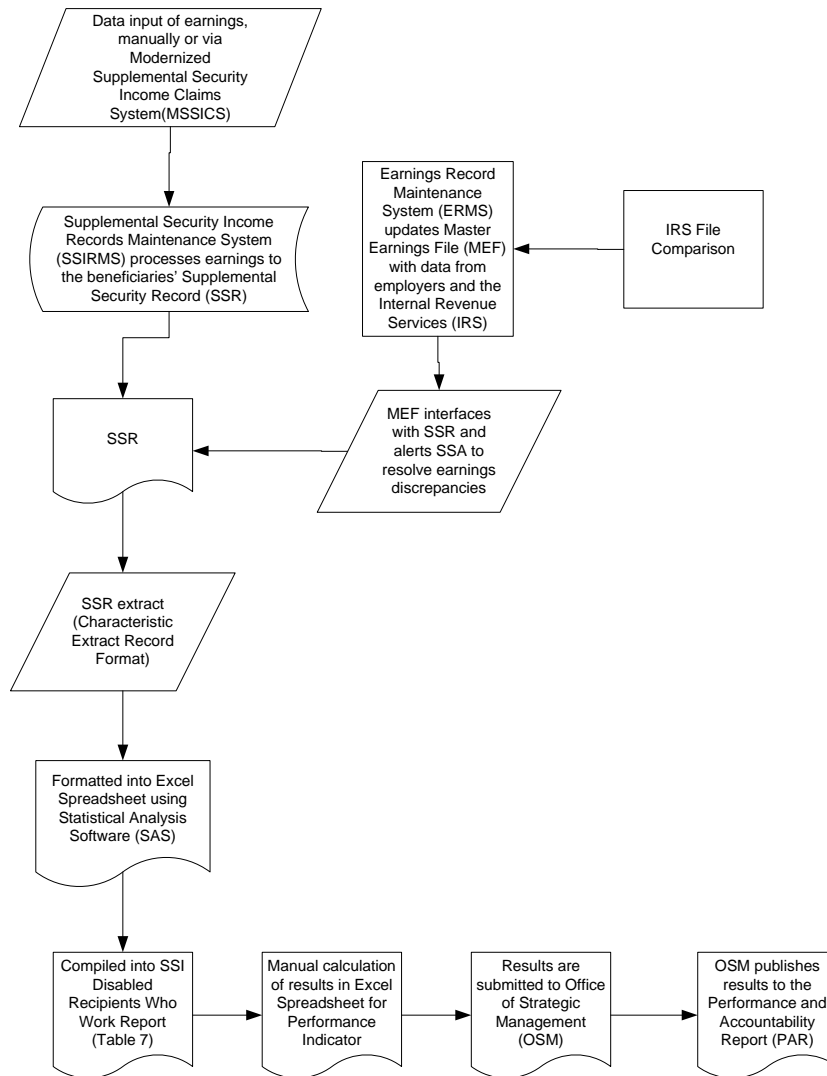 Data input of earnings,
manually or via
Modernized
Supplemental Security
Income Claims
System(MSSICS)
Supplemental Security Income
Records Maintenance System
(SSIRMS) processes earnings to
the beneficiaries' Supplemental
Security Record (SSR)
Earnings Record
Maintenance
System (ERMS)
updates Master
Earnings File (MEF)
with data from
employers and the
Internal Revenue
Services (IRS)
IRS File
Comparison
SSR
MEF interfaces
with SSR and
alerts SSA to
resolve earnings
discrepancies
SSR extract
(Characteristic
Extract Record
Format)
Formatted into Excel
Spreadsheet using
Statistical Analysis
Software (SAS)
Compiled into SSI
Disabled
Recipients Who
Work Report
(Table 7)
Manual calculation
of results in Excel
Spreadsheet for
Performance
Indicator
Results are
submitted to Office
of Strategic
Management
(OSM)
OSM publishes
results to the
Performance and
Accountability
Report (PAR)